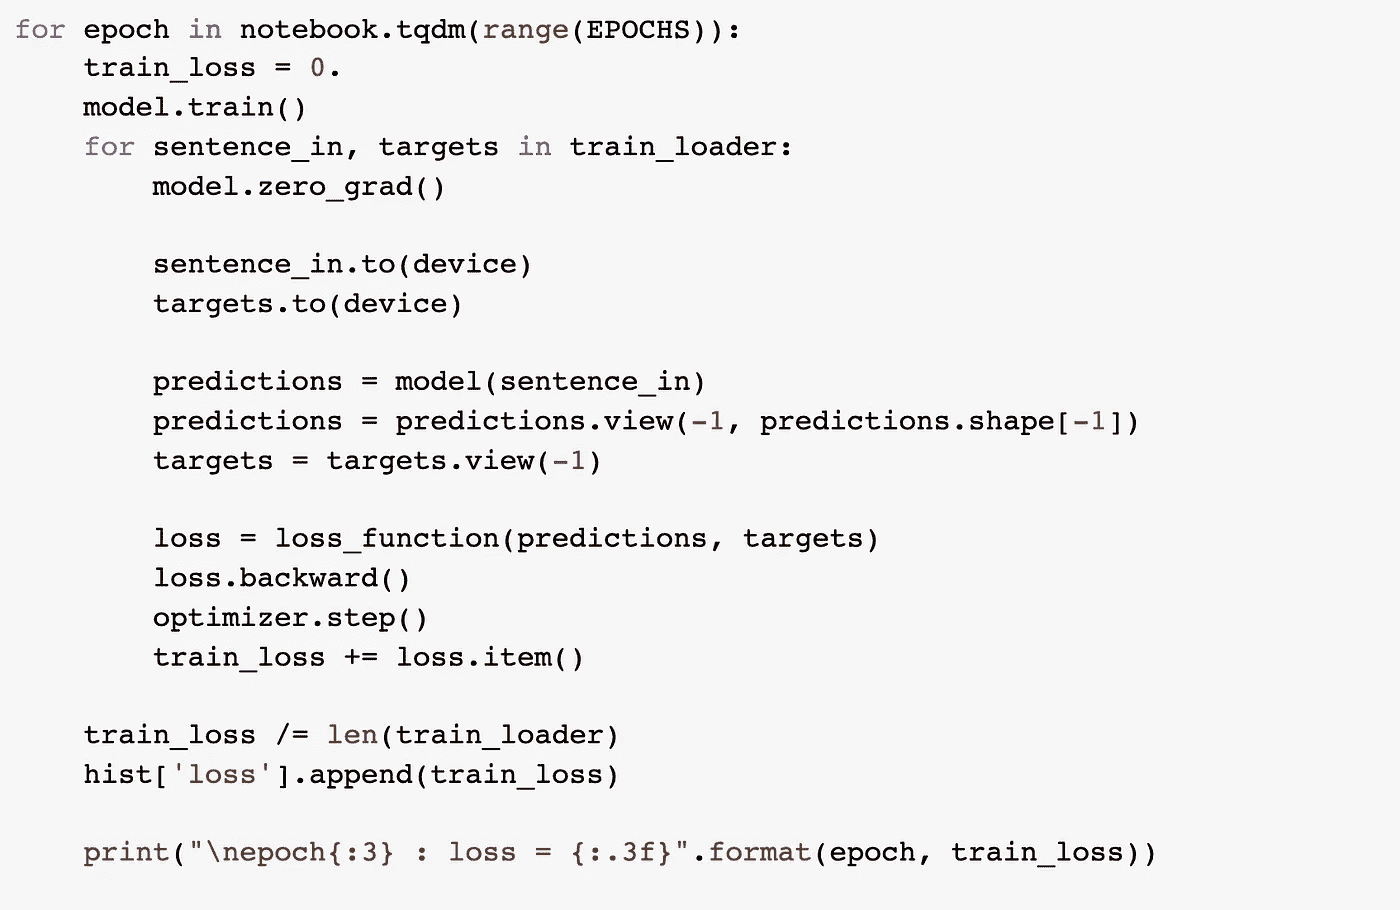 for epoch in notebook.tqdm(range(EPOCHS)):
    train_loss = 0.
    model.train()
    for sentence_in, targets in train_loader:
        model.zero_grad()

        sentence_in.to(device)
        targets.to(device)

        predictions = model(sentence_in)
        predictions = predictions.view(-1, predictions.shape[-1])
        targets = targets.view(-1)

        loss = loss_function(predictions, targets)
        loss.backward()
        optimizer.step()
        train_loss += loss.item()

    train_loss /= len(train_loader)
    hist['loss'].append(train_loss)

    print("\nepoch{:3} : loss = {:.3f}".format(epoch, train_loss))